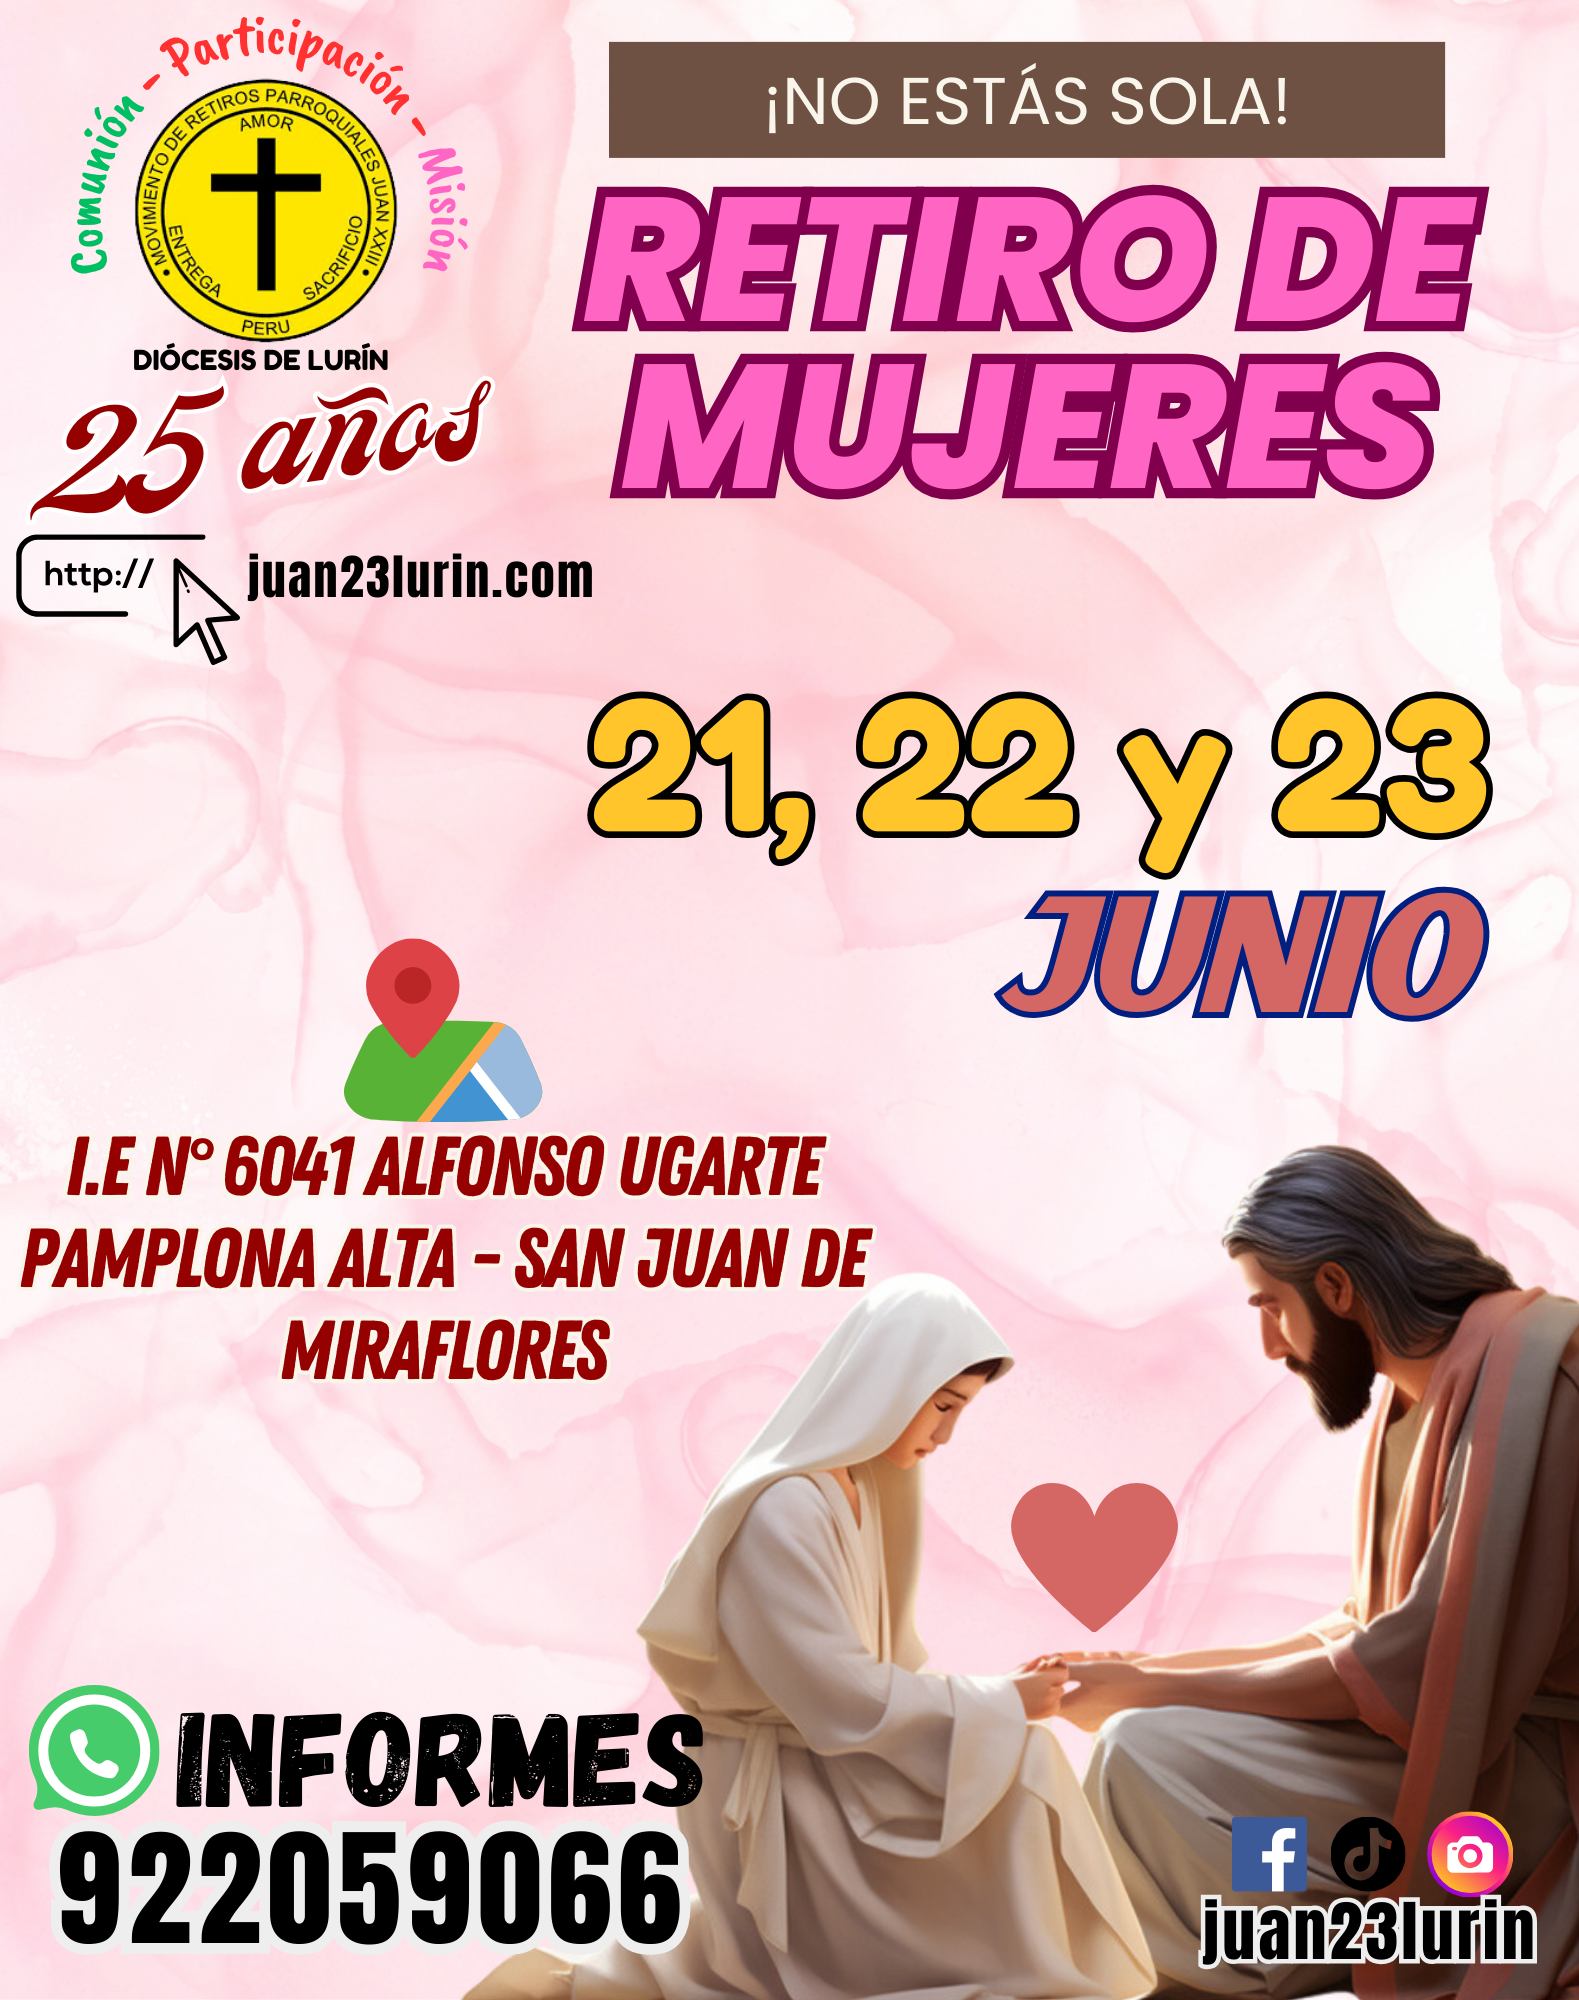 Comunión - Participación - Misión
MOVIMIENTO DE RETIROS PARROQUIALES JUAN XXIII
AMOR
ENTREGA
SACRIFICIO
PERU
DIÓCESIS DE LURÍN
25 años
http://
juan23lurin.com
¡NO ESTÁS SOLA!
RETIRO DE
MUJERES
21, 22 y 23
JUNIO
I.E N° 6041 ALFONSO UGARTE
PAMPLONA ALTA - SAN JUAN DE
MIRAFLORES
INFORMES
922059066
juan23lurin